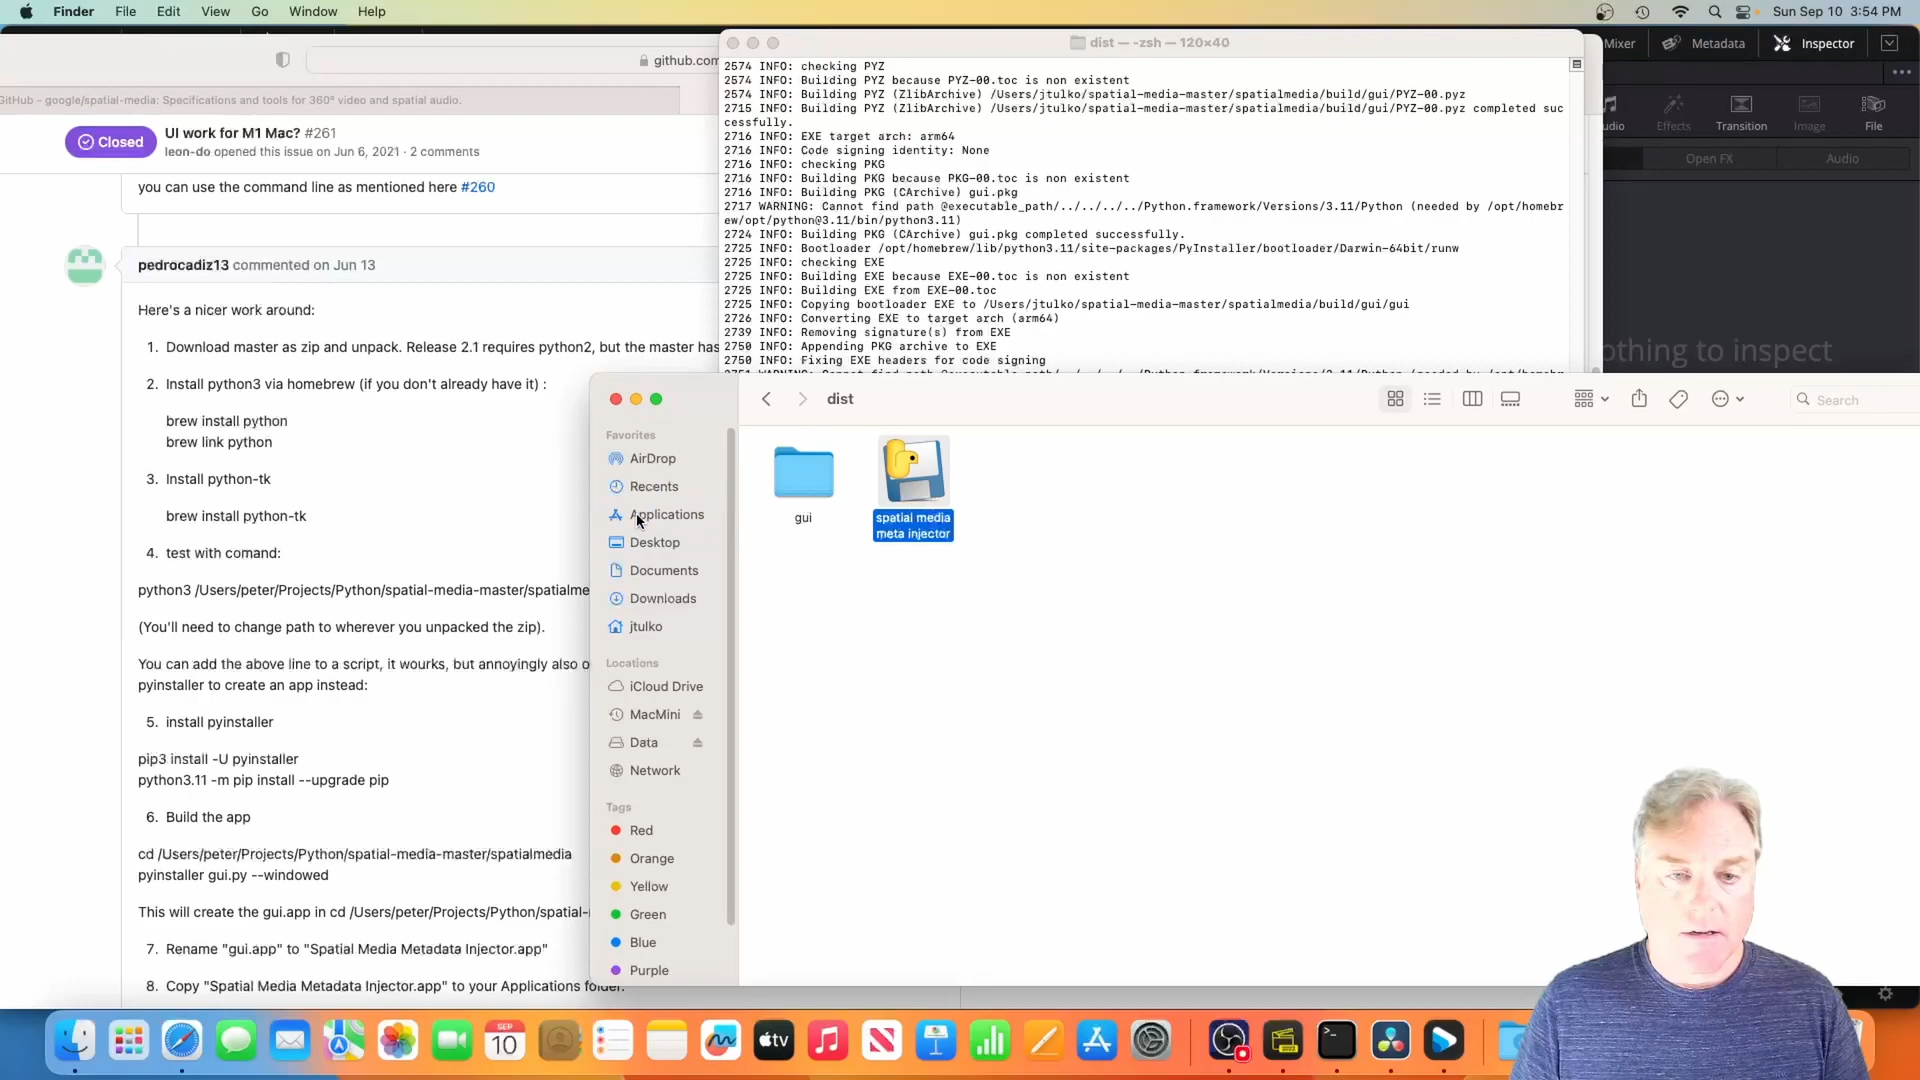 Finder File Edit View Go Window Help
Sun Sep 10 3:54 PM
github.com
GitHub - google/spatial-media: Specifications and tools for 360° video and spatial audio.
Closed
UI work for M1 Mac? #261
leon-do opened this issue on Jun 6, 2021 · 2 comments
you can use the command line as mentioned here #260
pedrocadiz13 commented on Jun 13
Here's a nicer work around:
1. Download master as zip and unpack. Release 2.1 requires python2, but the master has
2. Install python3 via homebrew (if you don't already have it) :
brew install python
brew link python
3. Install python-tk
brew install python-tk
4. test with comand:
python3 /Users/peter/Projects/Python/spatial-media-master/spatialme
(You'll need to change path to wherever you unpacked the zip).
You can add the above line to a script, it wourks, but annoyingly also o
pyinstaller to create an app instead:
5. install pyinstaller
pip3 install -U pyinstaller
python3.11 -m pip install --upgrade pip
6. Build the app
cd /Users/peter/Projects/Python/spatial-media-master/spatialmedia
pyinstaller gui.py --windowed
This will create the gui.app in cd /Users/peter/Projects/Python/spatial-
7. Rename "gui.app" to "Spatial Media Metadata Injector.app"
8. Copy "Spatial Media Metadata Injector.app" to your Applications folder.
dist — -zsh — 120×40
2574 INFO: checking PYZ
2574 INFO: Building PYZ because PYZ-00.toc is non existent
2574 INFO: Building PYZ (ZlibArchive) /Users/jtulko/spatial-media-master/spatialmedia/build/gui/PYZ-00.pyz
2715 INFO: Building PYZ (ZlibArchive) /Users/jtulko/spatial-media-master/spatialmedia/build/gui/PYZ-00.pyz completed suc
cessfully.
2716 INFO: EXE target arch: arm64
2716 INFO: Code signing identity: None
2716 INFO: checking PKG
2716 INFO: Building PKG because PKG-00.toc is non existent
2716 INFO: Building PKG (CArchive) gui.pkg
2717 WARNING: Cannot find path @executable_path/../../../../Python.framework/Versions/3.11/Python (needed by /opt/homebr
ew/opt/python@3.11/bin/python3.11)
2724 INFO: Building PKG (CArchive) gui.pkg completed successfully.
2725 INFO: Bootloader /opt/homebrew/lib/python3.11/site-packages/PyInstaller/bootloader/Darwin-64bit/runw
2725 INFO: checking EXE
2725 INFO: Building EXE because EXE-00.toc is non existent
2725 INFO: Building EXE from EXE-00.toc
2725 INFO: Copying bootloader EXE to /Users/jtulko/spatial-media-master/spatialmedia/build/gui/gui
2726 INFO: Converting EXE to target arch (arm64)
2739 INFO: Removing signature(s) from EXE
2750 INFO: Appending PKG archive to EXE
2750 INFO: Fixing EXE headers for code signing
Mixer Metadata Inspector
udio Effects Transition Image File
Open FX Audio
othing to inspect
dist
Search
Favorites
AirDrop
Recents
Applications
Desktop
Documents
Downloads
jtulko
Locations
iCloud Drive
MacMini
Data
Network
Tags
Red
Orange
Yellow
Green
Blue
Purple
gui
spatial media
meta injector
SEP
10
tv